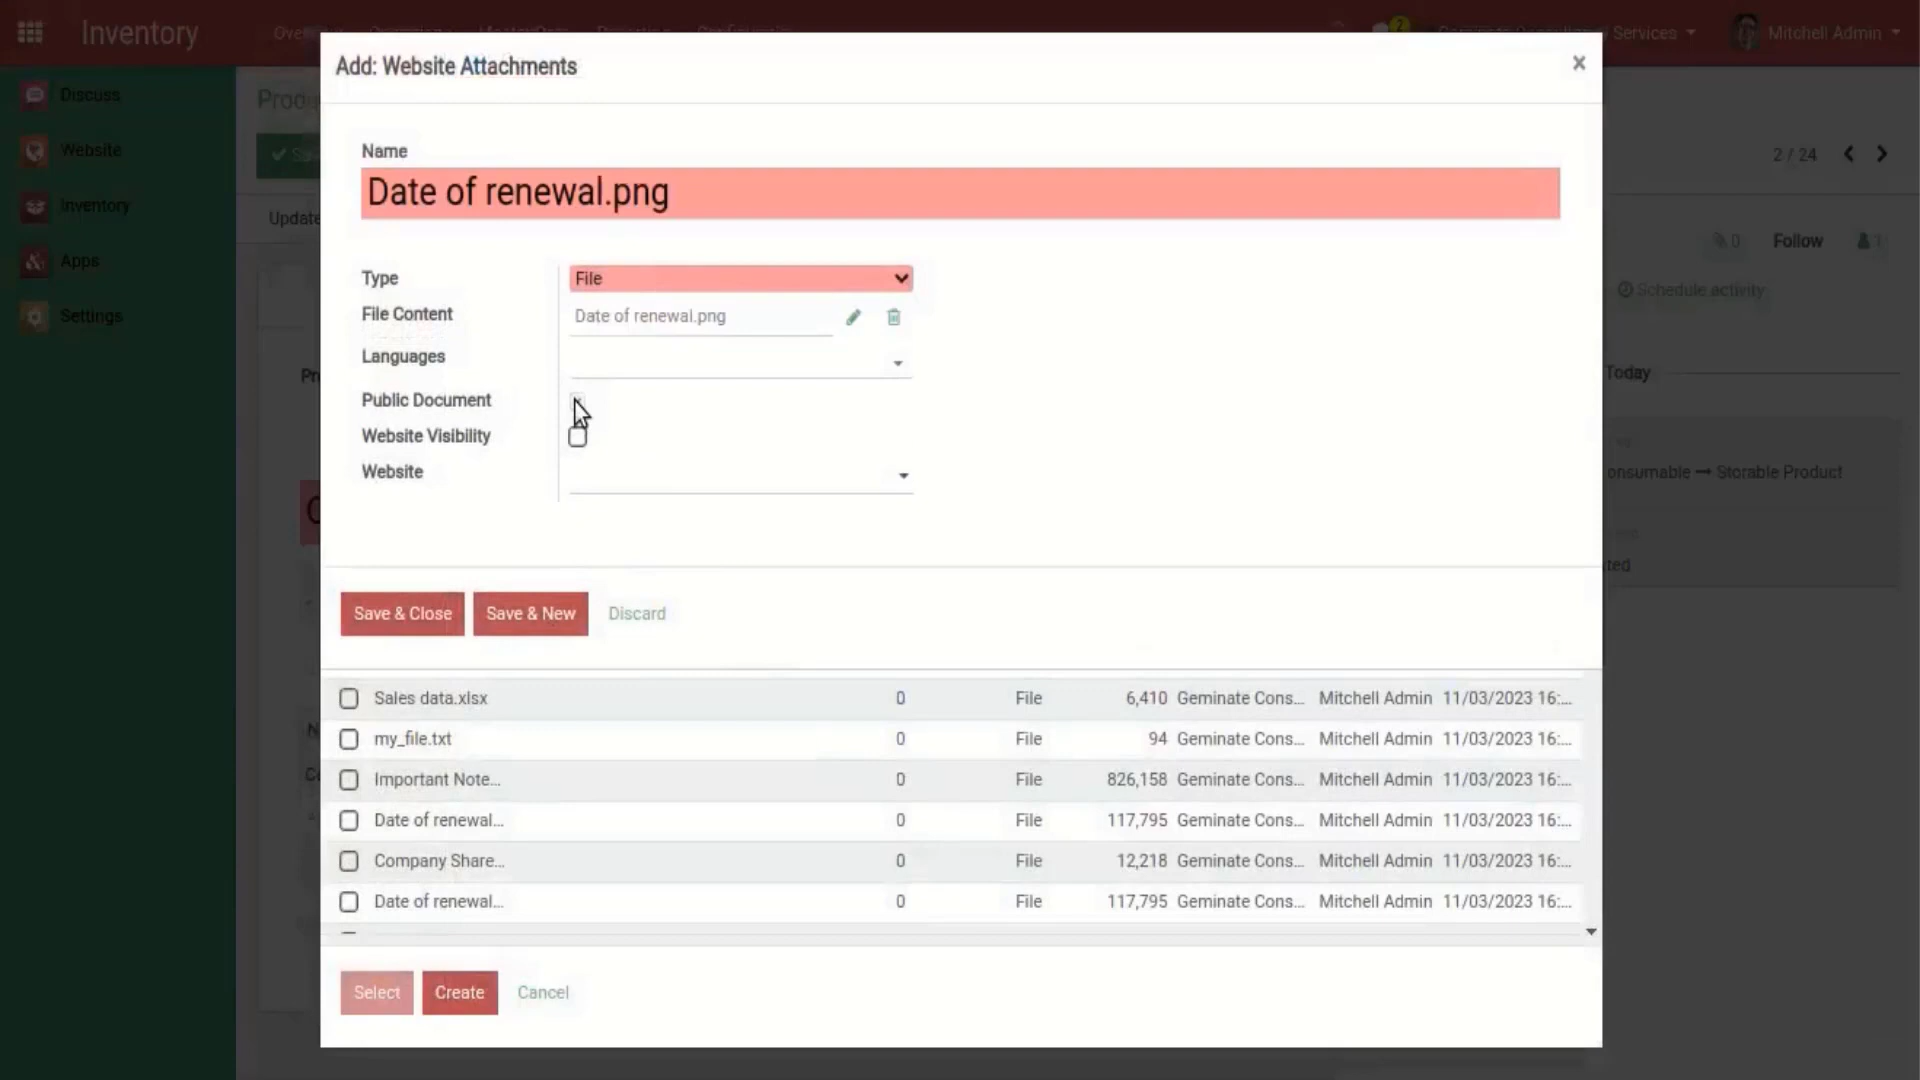 Inventory
2
Services
Mitchell Admin
Discuss
Website
Inventory
Apps
Settings
2 / 24
Update
0
Follow
1
Schedule activity
Today
onsumable → Storable Product
ted
Add: Website Attachments
×
Name
Date of renewal.png
Type
File
File Content
Date of renewal.png
Languages
Public Document
Website Visibility
Website
Save & Close
Save & New
Discard
Sales data.xlsx 0 File 6,410 Geminate Cons... Mitchell Admin 11/03/2023 16:...
my_file.txt 0 File 94 Geminate Cons... Mitchell Admin 11/03/2023 16:...
Important Note... 0 File 826,158 Geminate Cons... Mitchell Admin 11/03/2023 16:...
Date of renewal... 0 File 117,795 Geminate Cons... Mitchell Admin 11/03/2023 16:...
Company Share... 0 File 12,218 Geminate Cons... Mitchell Admin 11/03/2023 16:...
Date of renewal... 0 File 117,795 Geminate Cons... Mitchell Admin 11/03/2023 16:...
Select
Create
Cancel